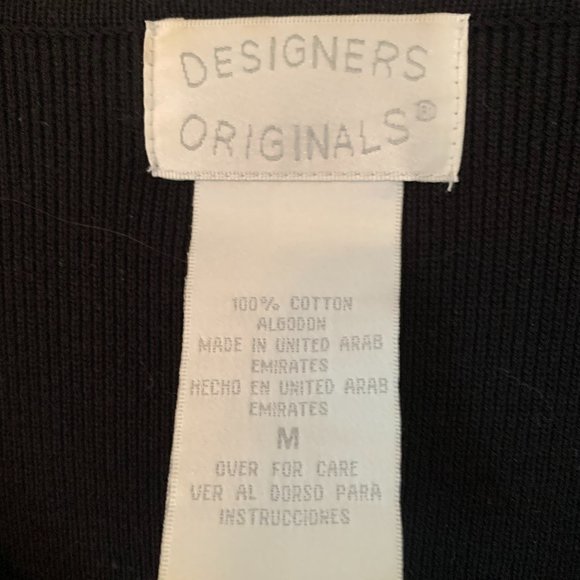 DESIGNERS
ORIGINALS®
100% COTTON
ALGODON
MADE IN UNITED ARAB
EMIRATES
HECHO EN UNITED ARAB
EMIRATES
M
OVER FOR CARE
VER AL DORSO PARA
INSTRUCCIONES